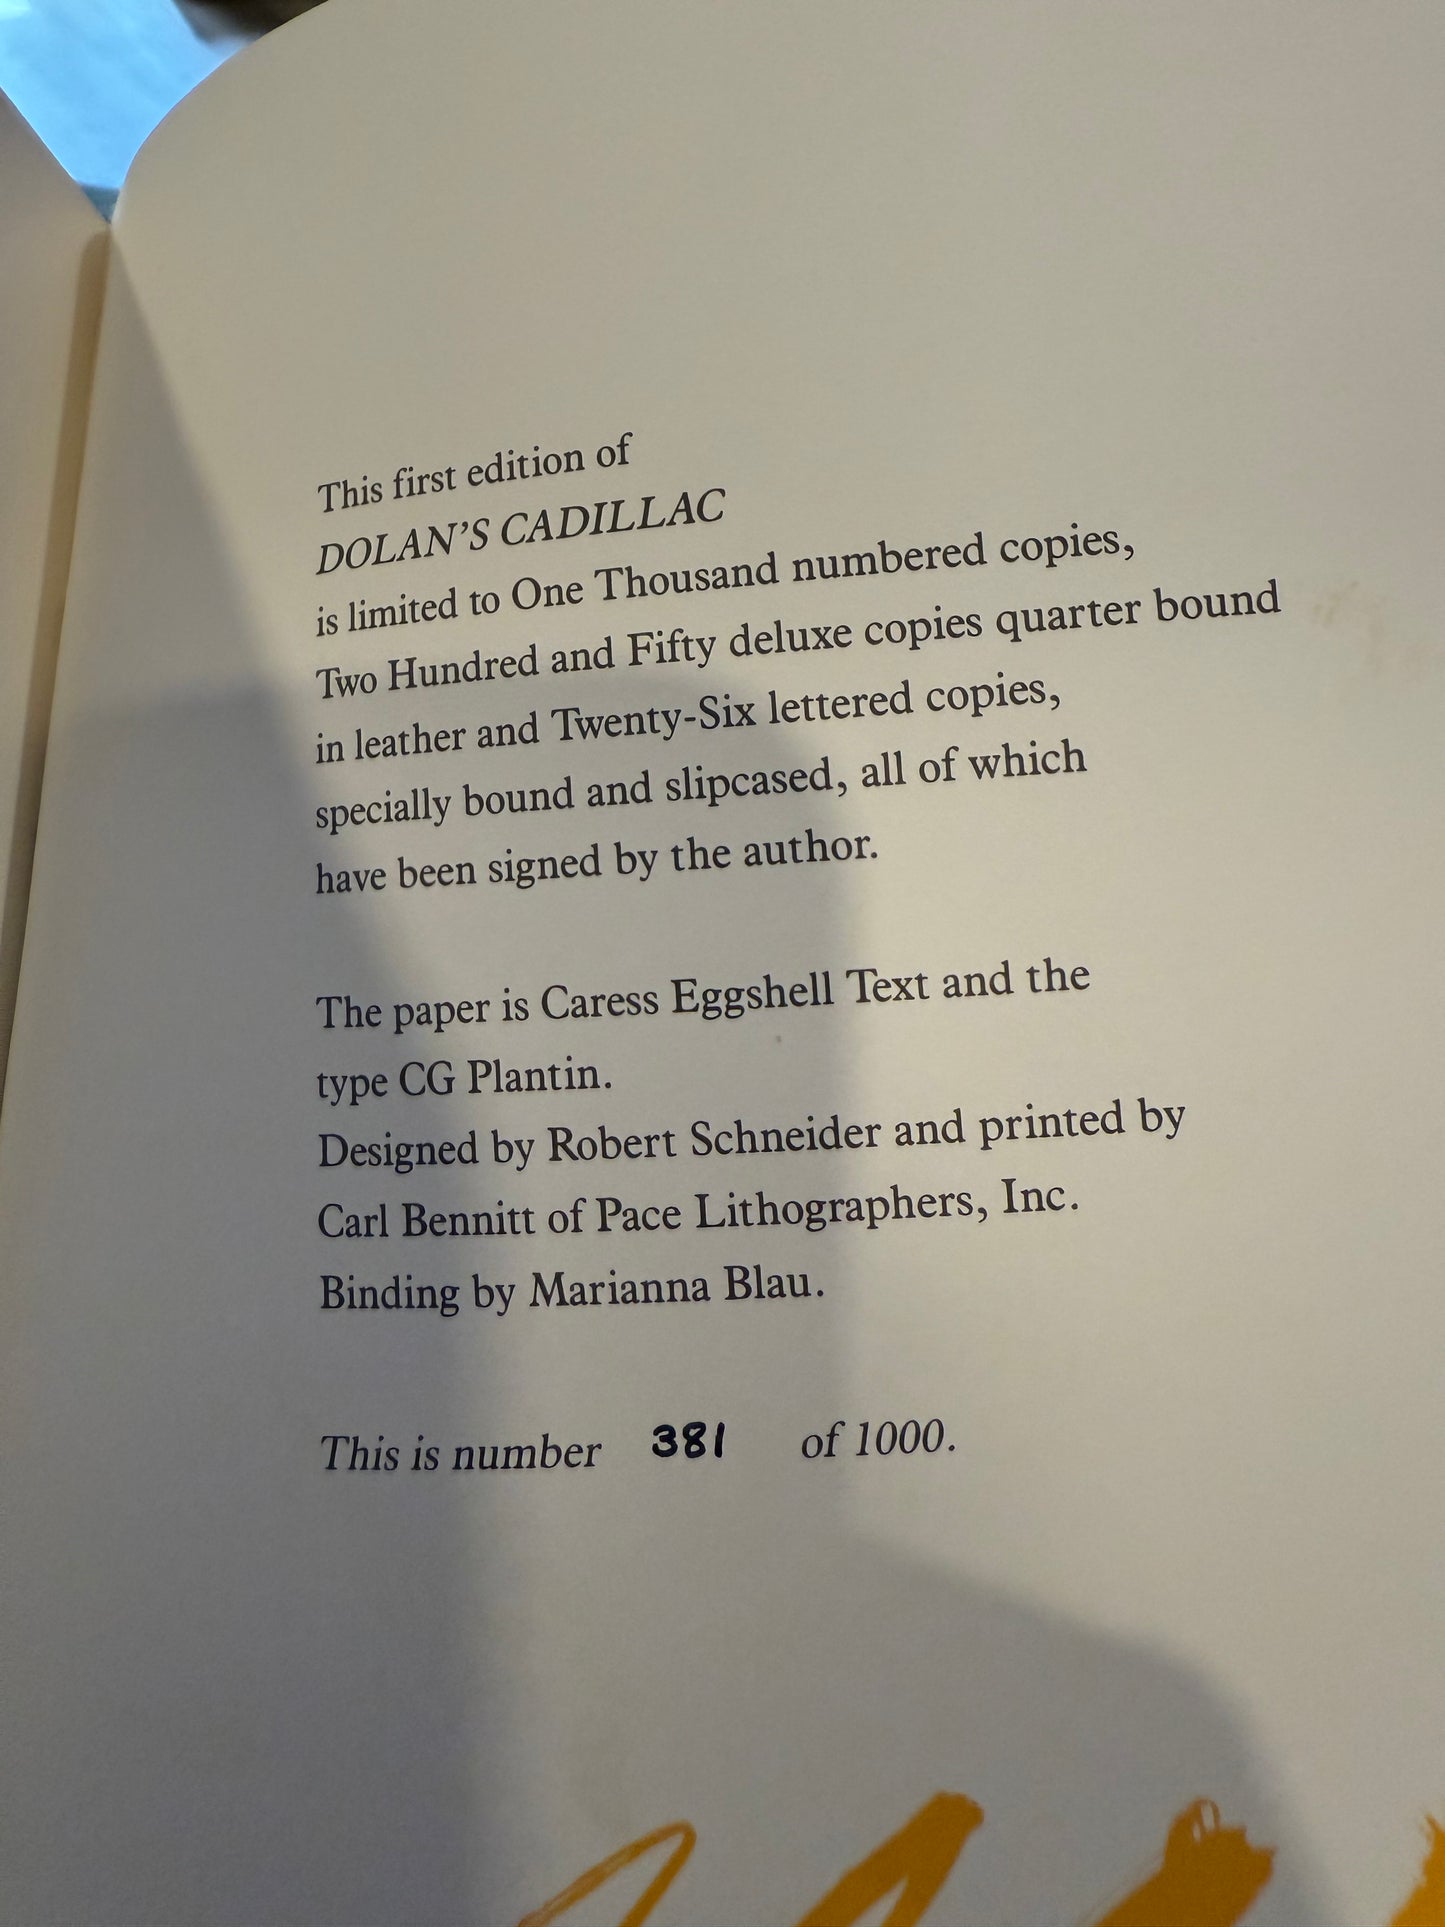 This first edition of
DOLAN'S CADILLAC
is limited to One Thousand numbered copies,
Two Hundred and Fifty deluxe copies quarter bound
in leather and Twenty-Six lettered copies,
specially bound and slipcased, all of which
have been signed by the author.
The paper is Caress Eggshell Text and the
type CG Plantin.
Designed by Robert Schneider and printed by
Carl Bennitt of Pace Lithographers, Inc.
Binding by Marianna Blau.
This is number 381 of 1000.